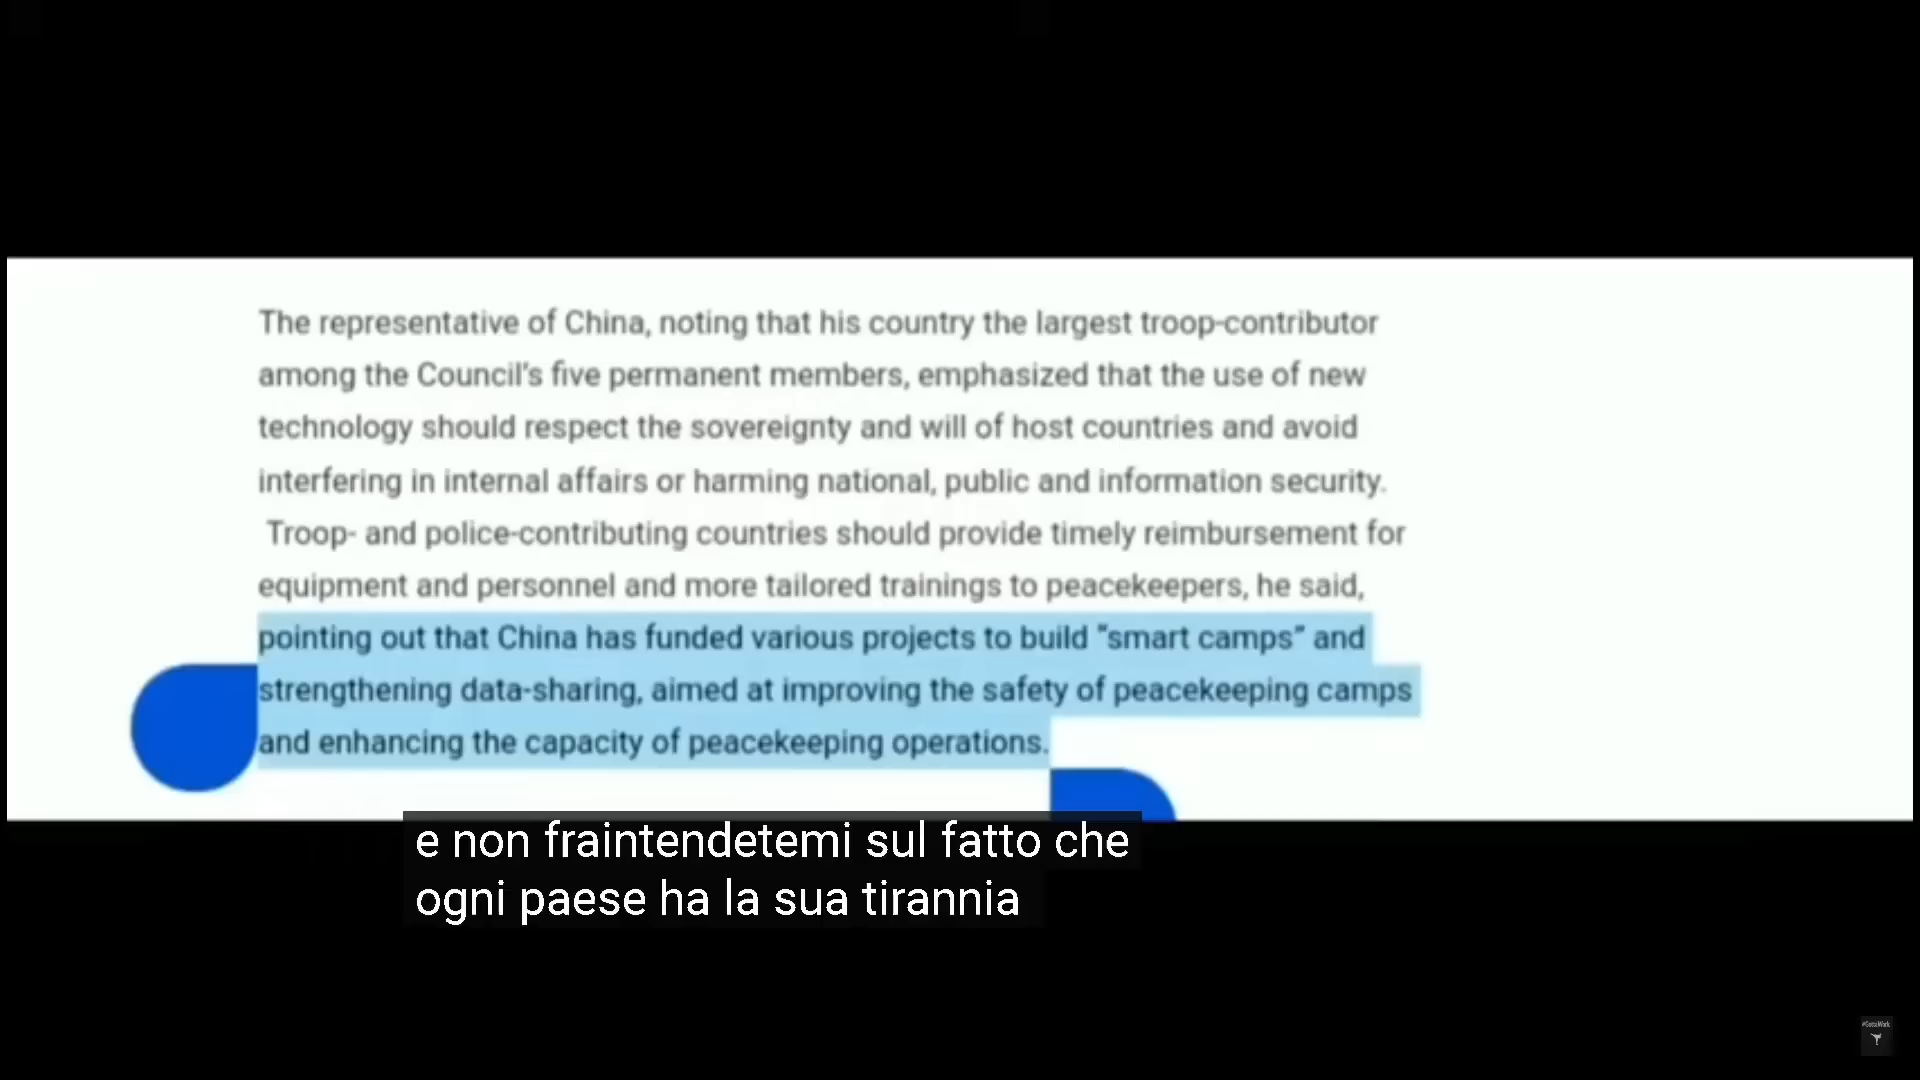 The representative of China, noting that his country the largest troop-contributor
among the Council's five permanent members, emphasized that the use of new
technology should respect the sovereignty and will of host countries and avoid
interfering in internal affairs or harming national, public and information security.
Troop- and police-contributing countries should provide timely reimbursement for
equipment and personnel and more tailored trainings to peacekeepers, he said,
pointing out that China has funded various projects to build "smart camps" and
strengthening data-sharing, aimed at improving the safety of peacekeeping camps
and enhancing the capacity of peacekeeping operations.
e non fraintendetemi sul fatto che
ogni paese ha la sua tirannia